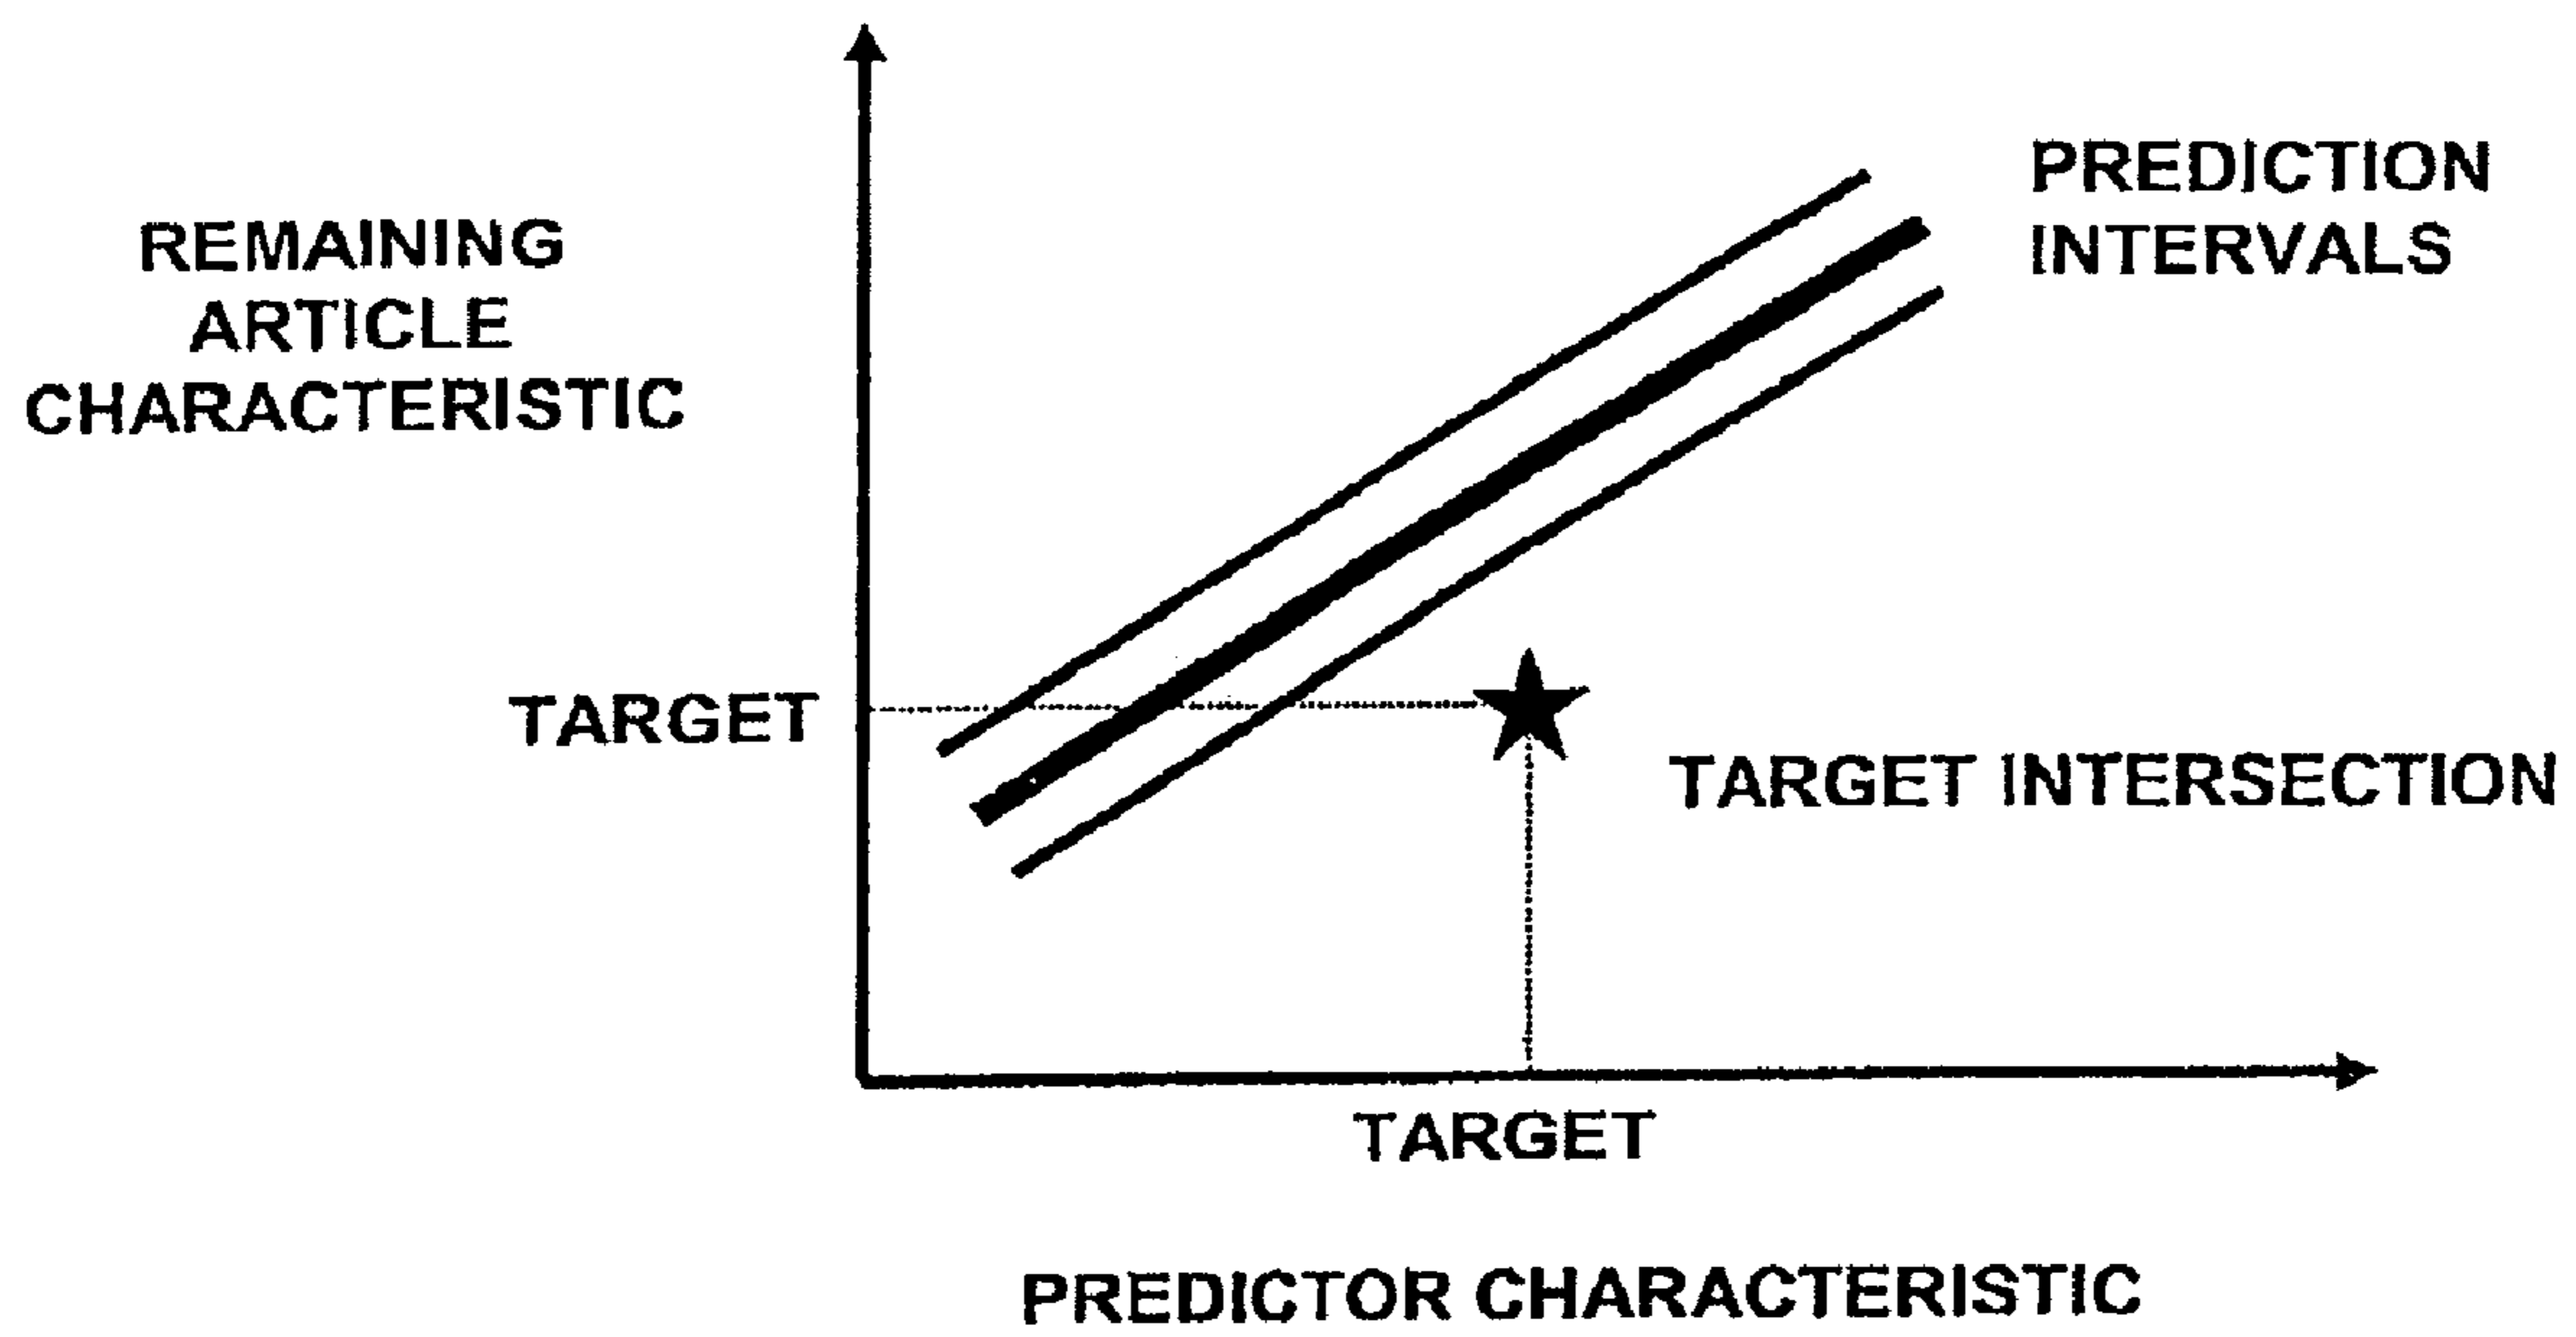 REMAINING
ARTICLE
CHARACTERISTIC
PREDICTION
INTERVALS
TARGET
TARGET INTERSECTION
TARGET
PREDICTOR CHARACTERISTIC